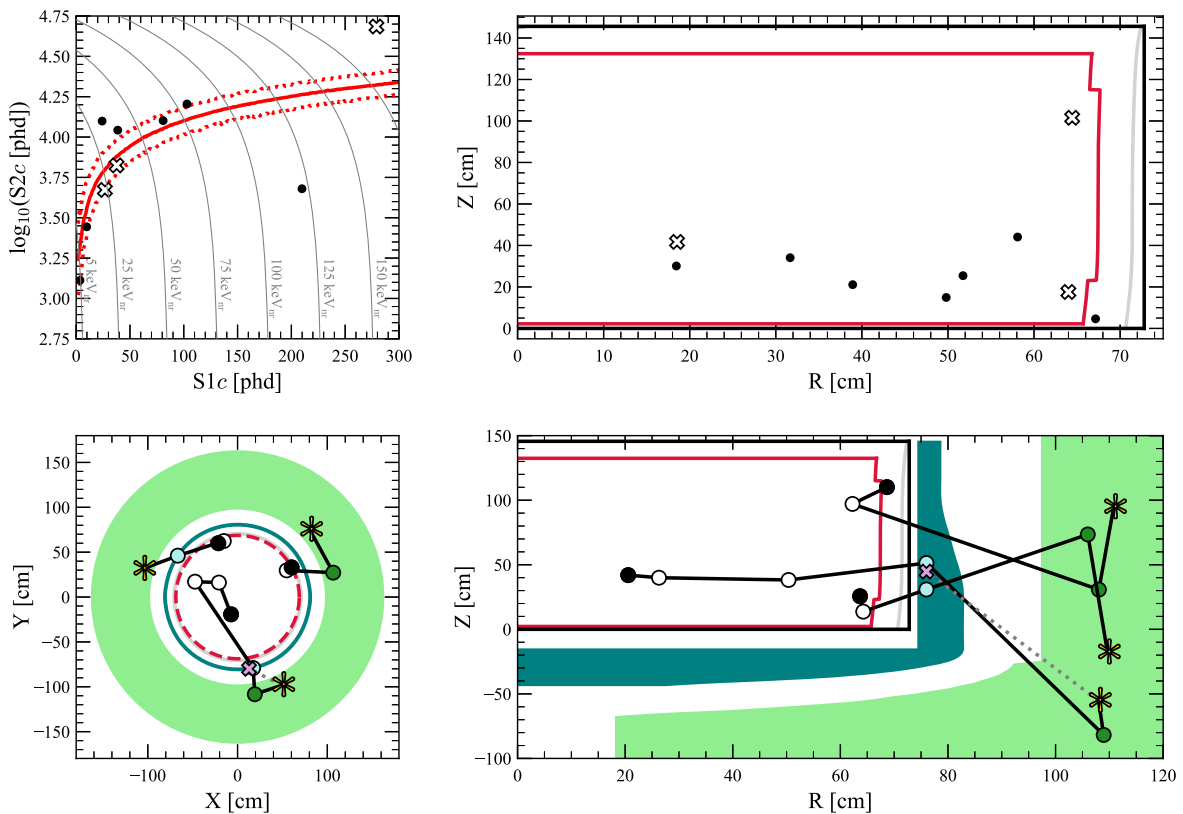 4.75
4.50
4.25
4.00
3.75
3.50
3.25
3.00
2.75
log₁₀(S2c [phd])
5 keVₙᵣ
25 keVₙᵣ
50 keVₙᵣ
75 keVₙᵣ
100 keVₙᵣ
125 keVₙᵣ
150 keVₙᵣ
0 50 100 150 200 250 300
S1c [phd]
140
120
100
80
60
40
20
0
Z [cm]
0 10 20 30 40 50 60 70
R [cm]
150
100
50
0
−50
−100
−150
Y [cm]
−100 0 100
X [cm]
150
100
50
0
−50
−100
Z [cm]
0 20 40 60 80 100 120
R [cm]